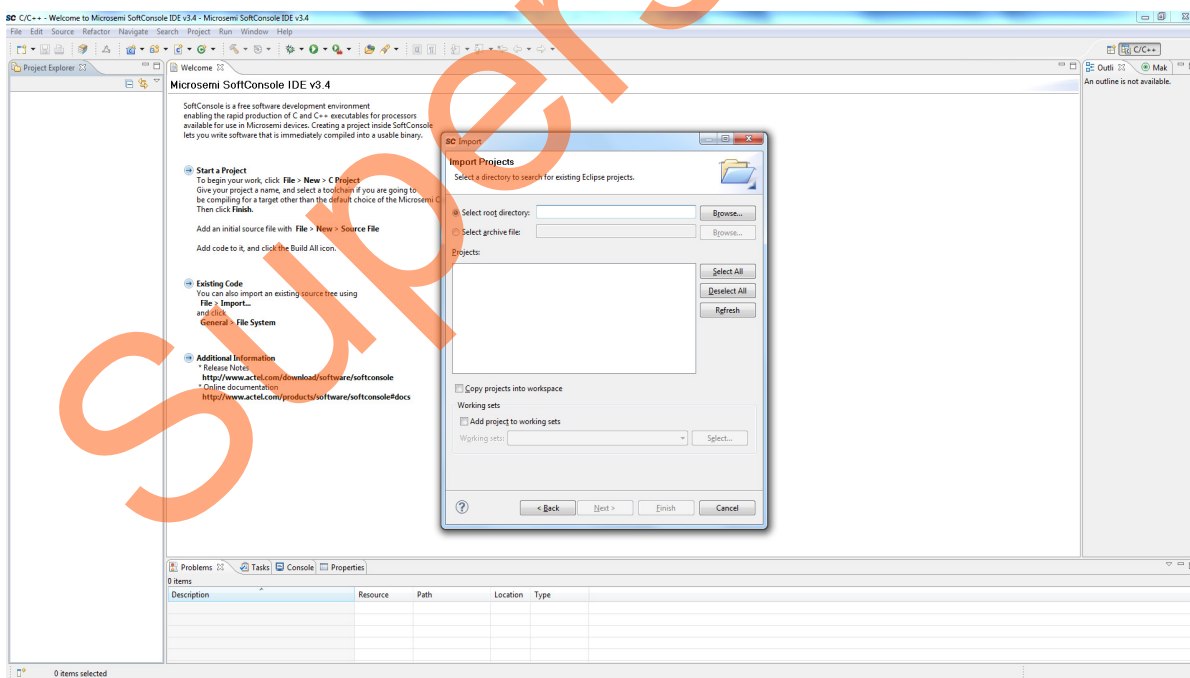 SC C/C++ - Welcome to Microsemi SoftConsole IDE v3.4 - Microsemi SoftConsole IDE v3.4
File Edit Source Refactor Navigate Search Project Run Window Help
C/C++
Project Explorer
Welcome
Outli
Mak
An outline is not available.
Microsemi SoftConsole IDE v3.4
SoftConsole is a free software development environment
enabling the rapid production of C and C++ executables for processors
available for use in Microsemi devices. Creating a project inside SoftConsole
lets you write software that is immediately compiled into a usable binary.
Start a Project
To begin your work, click File > New > C Project
Give your project a name, and select a toolchain if you are going to
be compiling for a target other than the default choice of the Microsemi C
Then click Finish.
Add an initial source file with File > New > Source File
Add code to it, and click the Build All icon.
Existing Code
You can also import an existing source tree using
File > Import...
and click
General > File System
Additional Information
* Release Notes
http://www.actel.com/download/software/softconsole
* Online documentation
http://www.actel.com/products/software/softconsole#docs
SC Import
Import Projects
Select a directory to search for existing Eclipse projects.
Select root directory:
Browse...
Select archive file:
Browse...
Projects:
Select All
Deselect All
Refresh
Copy projects into workspace
Working sets
Add project to working sets
Working sets:
Select...
< Back
Next >
Finish
Cancel
Problems
Tasks
Console
Properties
0 items
Description Resource Path Location Type
0 items selected
Supers